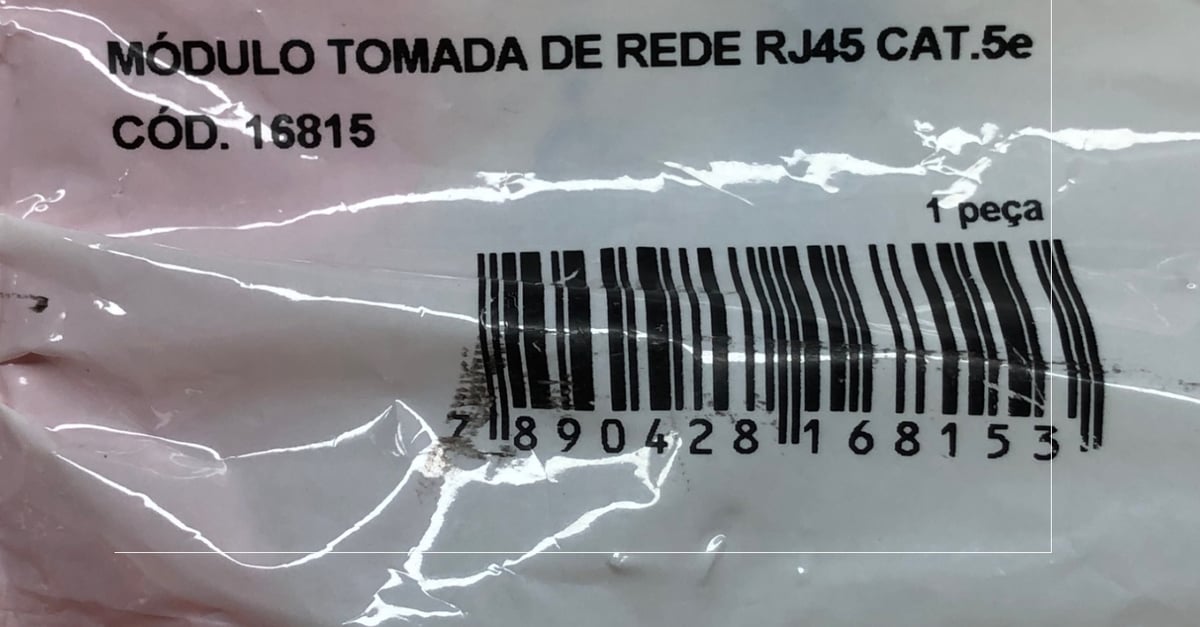 MÓDULO TOMADA DE REDE RJ45 CAT.5e
CÓD. 16815
1 peça
7 890428 168153